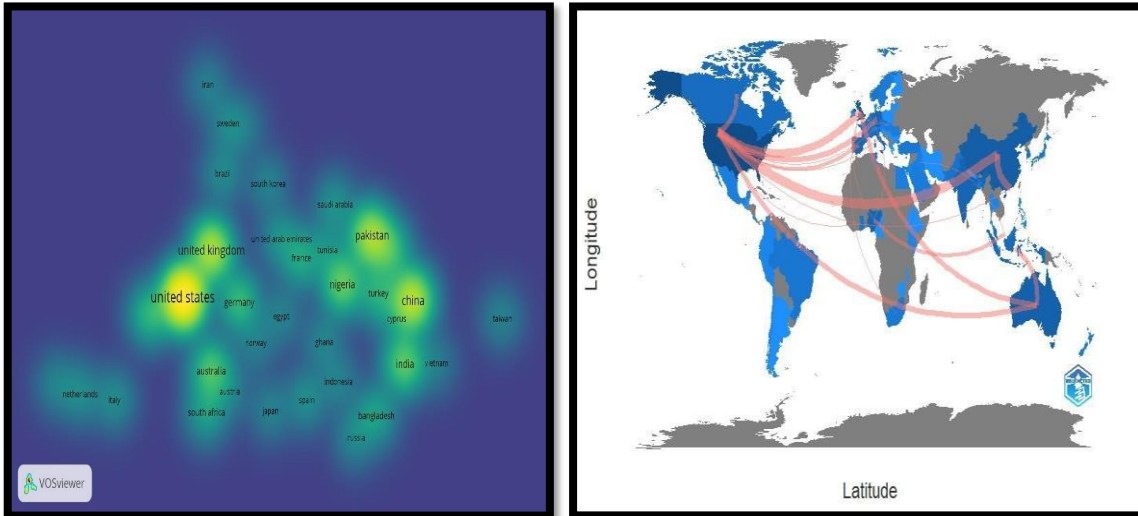 iran
sweden
brazil
south korea
saudi arabia
pakistan
united kingdom
united arab emirates
tunisia
france
nigeria
turkey
united states
germany
china
egypt
cyprus
taiwan
norway
ghana
india
vietnam
australia
austria
indonesia
netherlands
italy
spain
south africa
japan
bangladesh
russia
VOSviewer
Longitude
Latitude